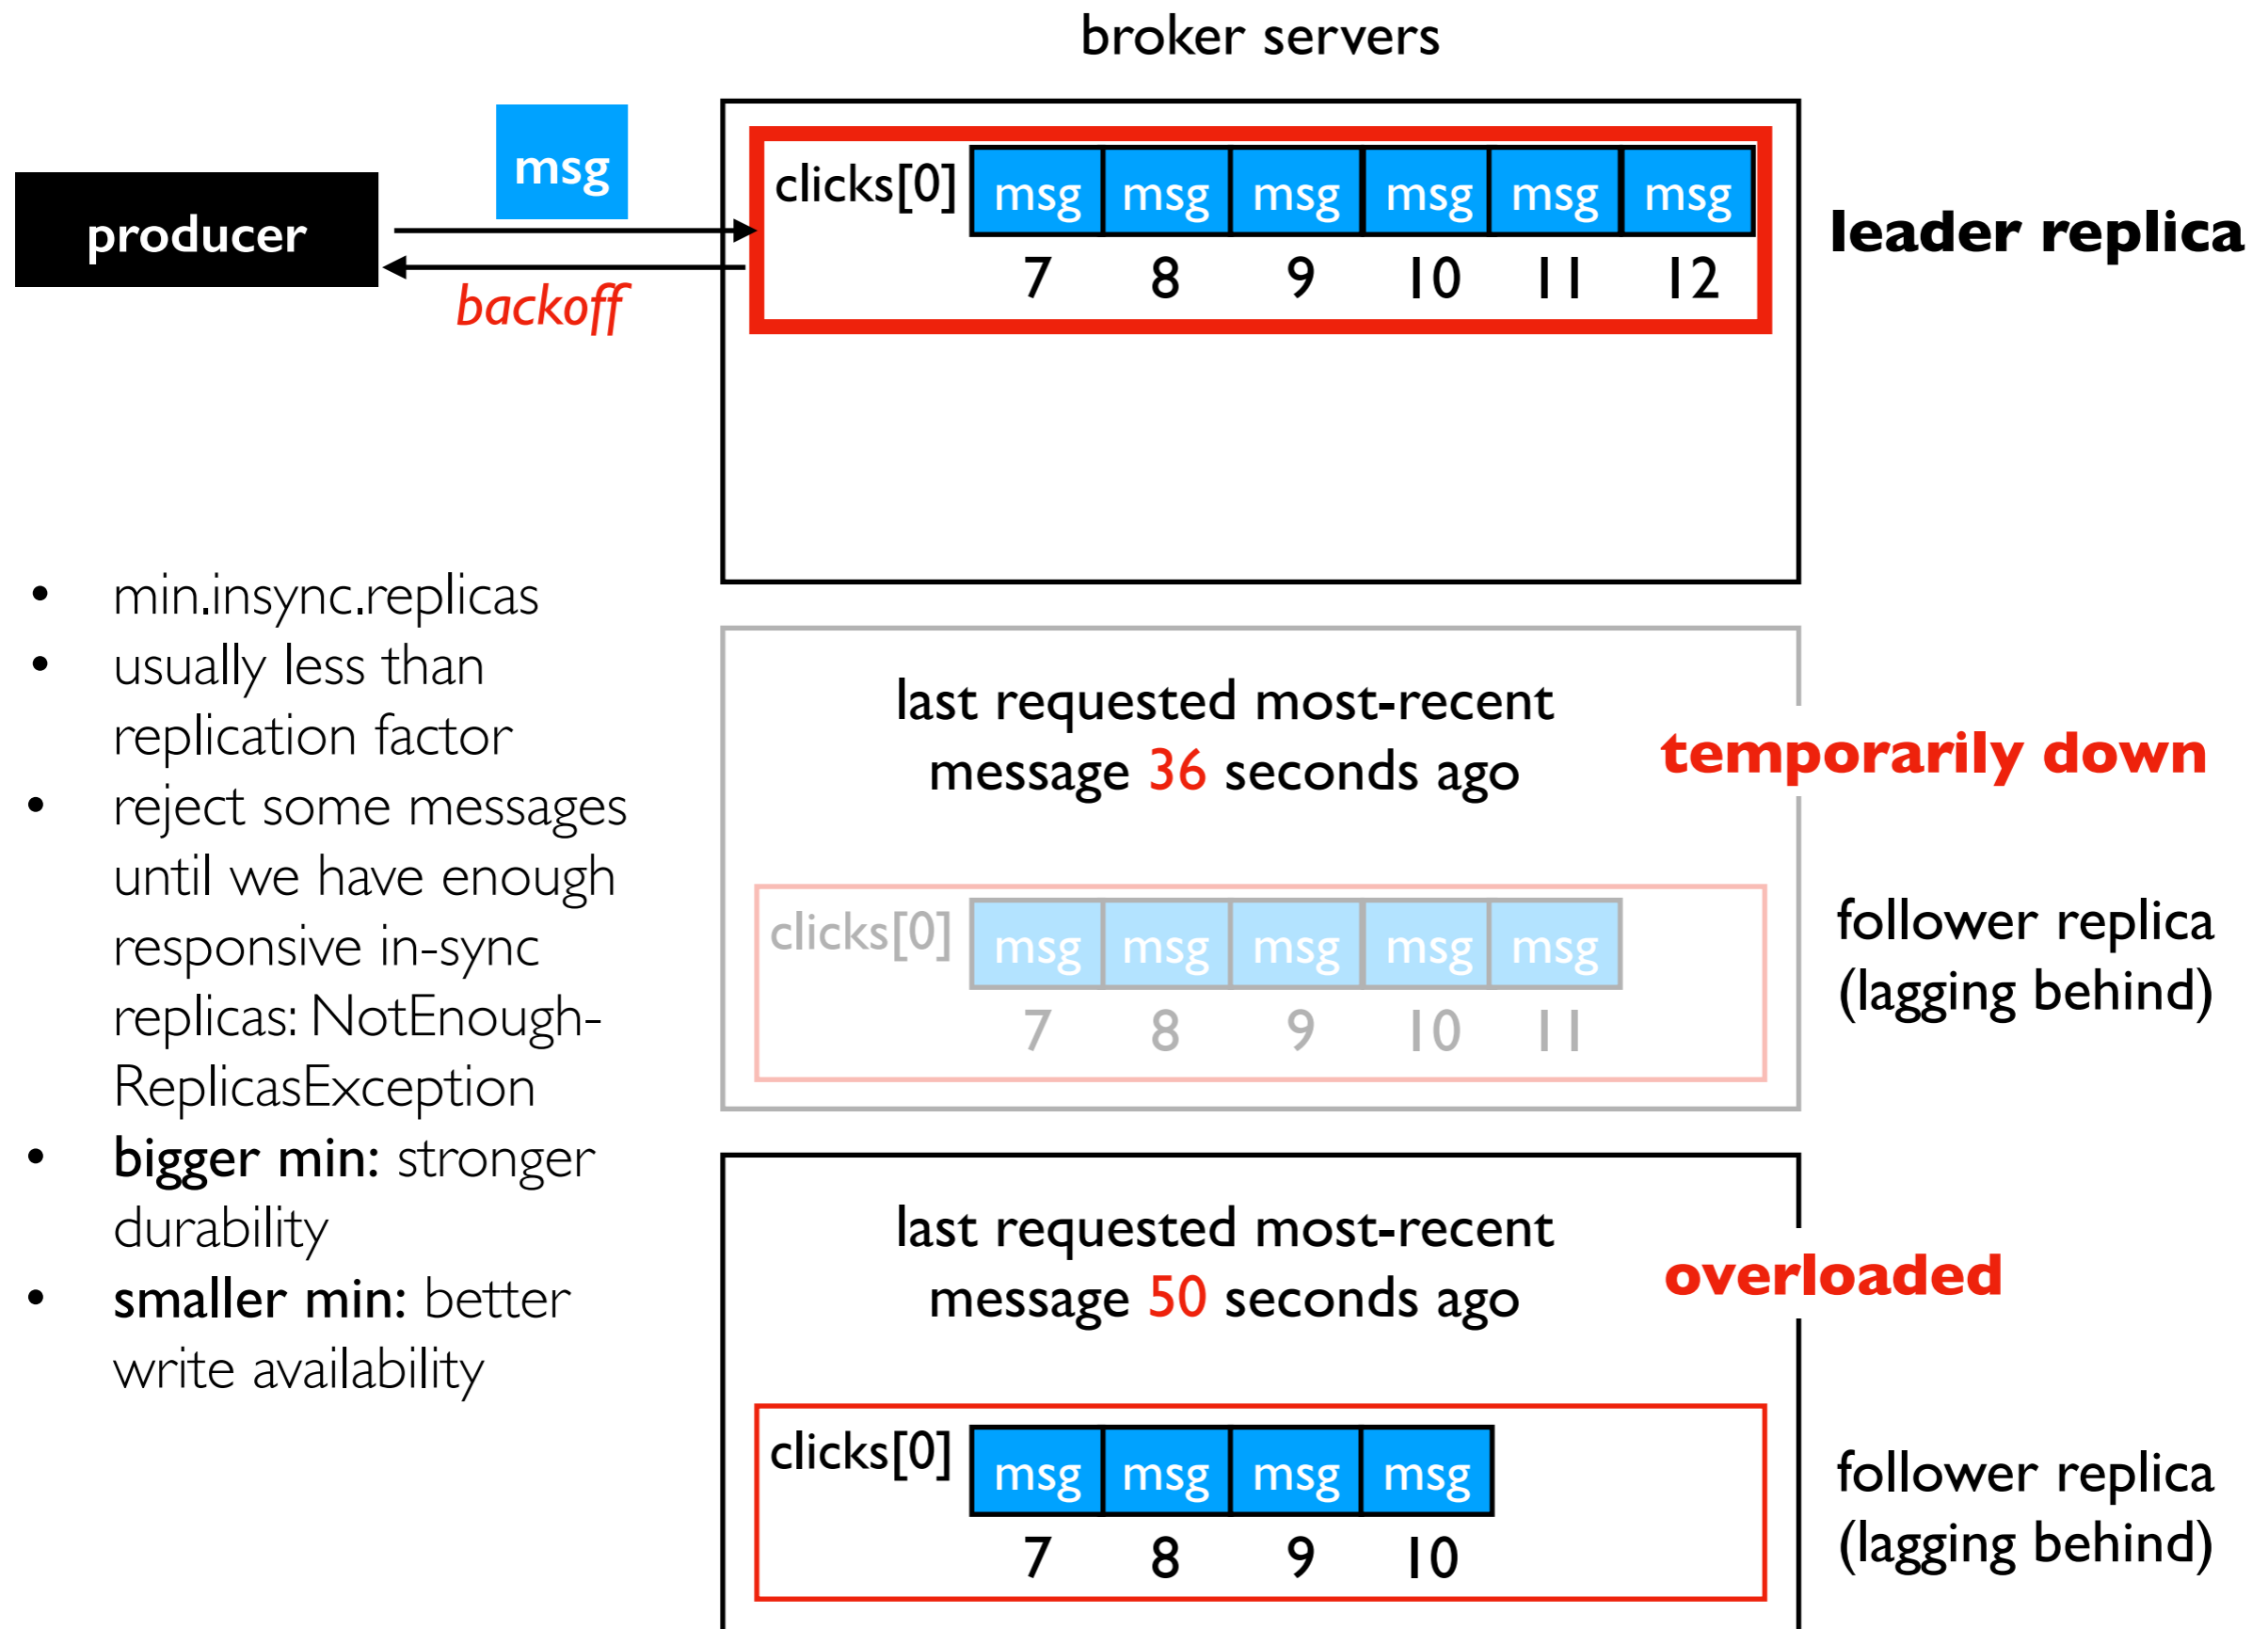 broker servers
msg
producer
backoff
clicks[0] msg msg msg msg msg msg
7 8 9 10 11 12
leader replica
• min.insync.replicas
• usually less than
replication factor
• reject some messages
until we have enough
responsive in-sync
replicas: NotEnough-
ReplicasException
• bigger min: stronger
durability
• smaller min: better
write availability
last requested most-recent
message 36 seconds ago
temporarily down
clicks[0] msg msg msg msg msg
7 8 9 10 11
follower replica
(lagging behind)
last requested most-recent
message 50 seconds ago
overloaded
clicks[0] msg msg msg msg
7 8 9 10
follower replica
(lagging behind)